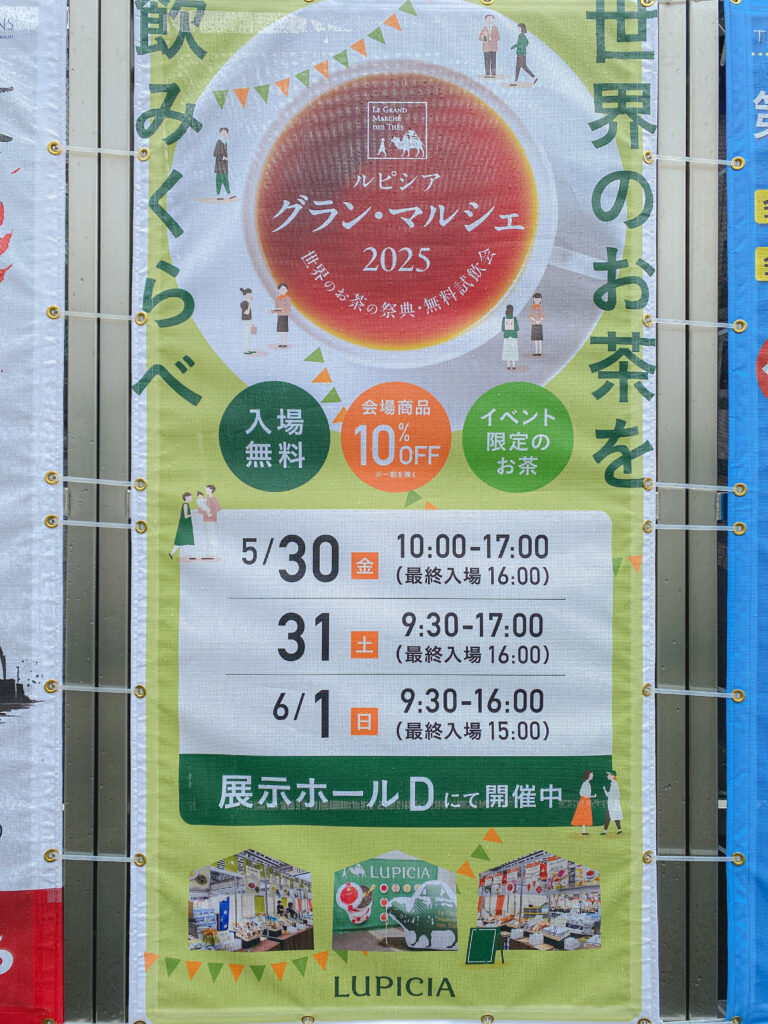 世界のお茶を
飲みくらべ
LE GRAND
MARCHÉ
DES THÉS
ルピシア
グラン・マルシェ
2025
世界のお茶の祭典・無料試飲会
入場
無料
会場商品
10%OFF
※一部を除く
イベント
限定の
お茶
5/30 金 10:00-17:00
(最終入場 16:00)
31 土 9:30-17:00
(最終入場 16:00)
6/1 日 9:30-16:00
(最終入場 15:00)
展示ホールDにて開催中
LUPICIA
LUPICIA